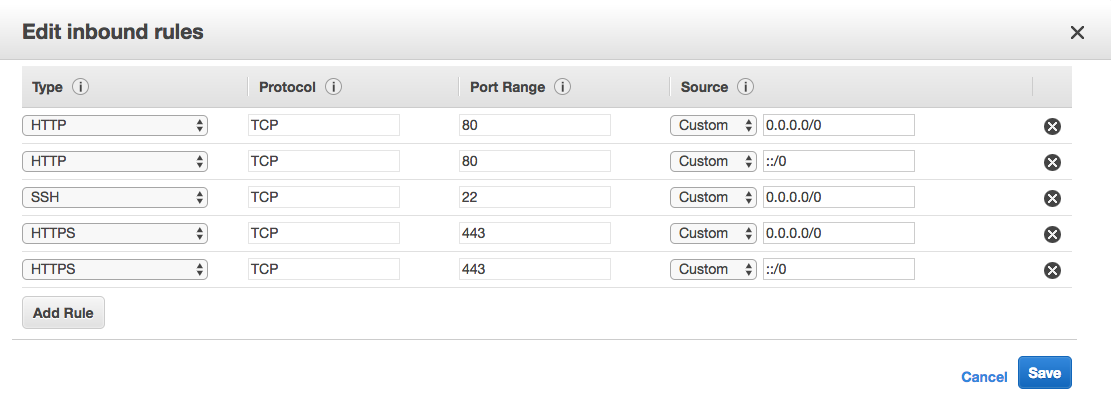 Edit inbound rules
Type Protocol Port Range Source
HTTP TCP 80 Custom 0.0.0.0/0
HTTP TCP 80 Custom ::/0
SSH TCP 22 Custom 0.0.0.0/0
HTTPS TCP 443 Custom 0.0.0.0/0
HTTPS TCP 443 Custom ::/0
Add Rule
Cancel Save